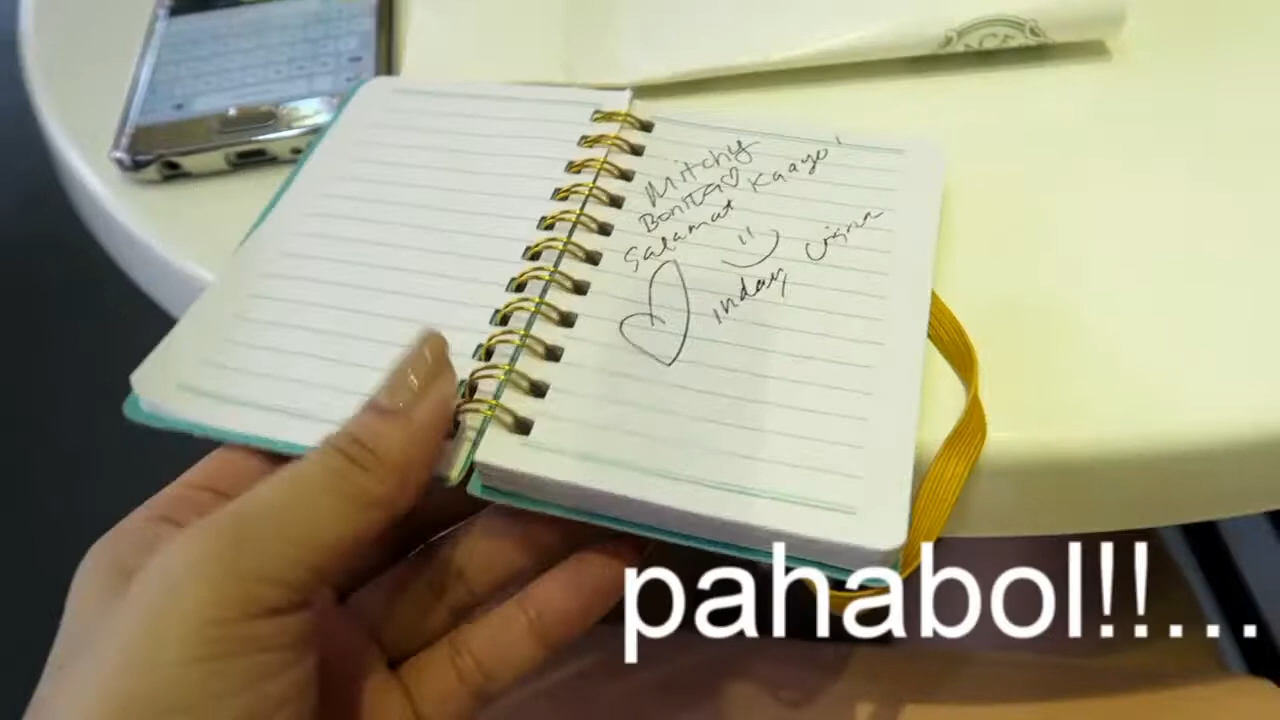 Mitchy
Bonita♡
Salamat Kaayo!
Inday
pahabol!!...